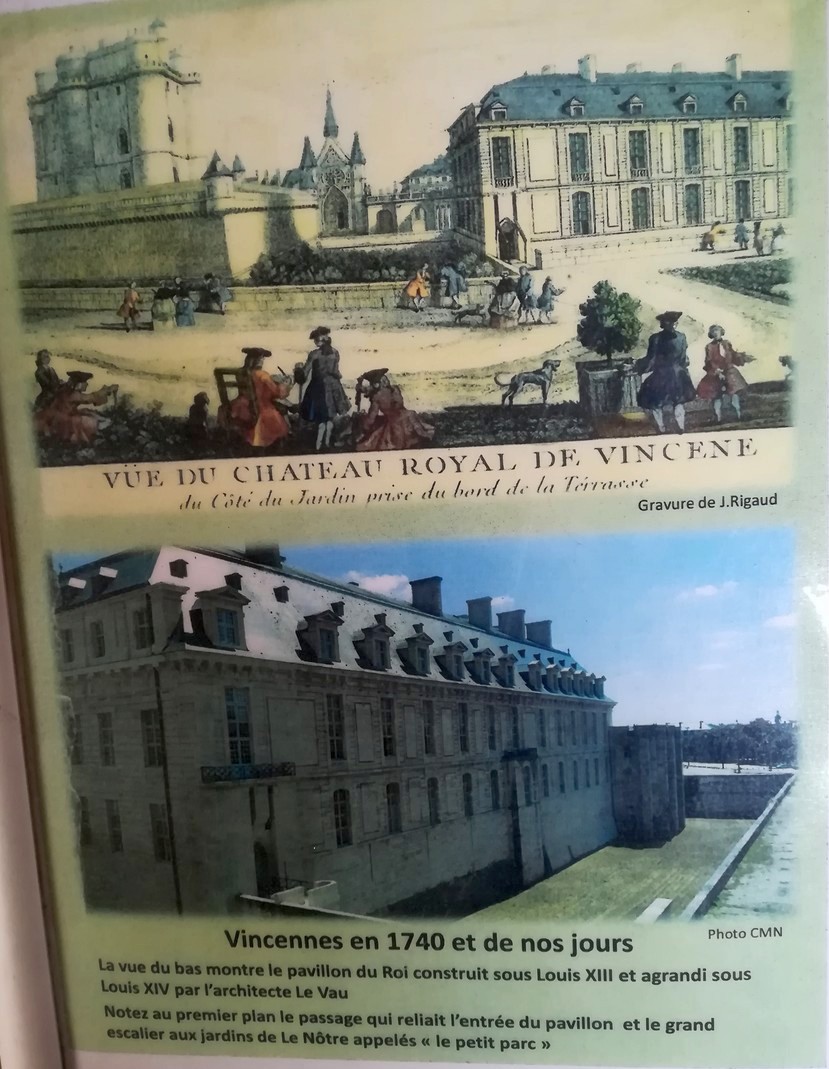 VÜE DU CHATEAU ROYAL DE VINCENE
du Côté du Jardin prise du bord de la Térrasse
Gravure de J.Rigaud
Vincennes en 1740 et de nos jours
Photo CMN
La vue du bas montre le pavillon du Roi construit sous Louis XIII et agrandi sous
Louis XIV par l'architecte Le Vau
Notez au premier plan le passage qui reliait l'entrée du pavillon et le grand
escalier aux jardins de Le Nôtre appelés « le petit parc »